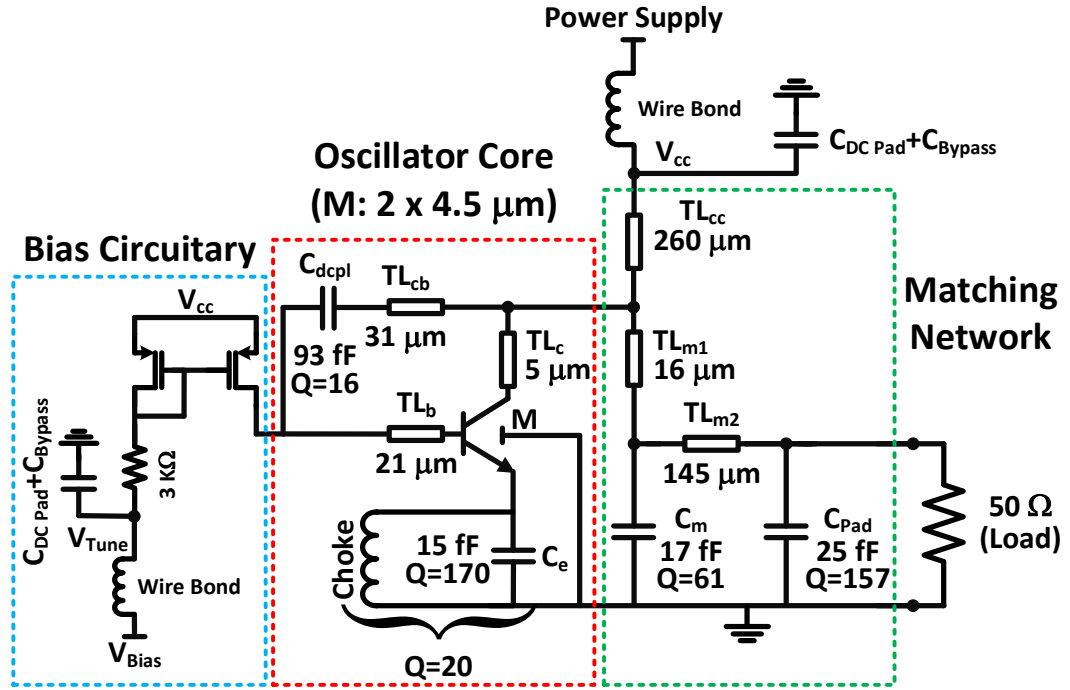 Power Supply
Wire Bond
V_cc
C_DC Pad+C_Bypass
Oscillator Core
(M: 2 x 4.5 μm)
TL_cc
260 μm
Bias Circuitary
C_dcpl
TL_cb
Matching
Network
V_cc
93 fF
Q=16
31 μm
TL_c
5 μm
TL_m1
16 μm
TL_b
M
TL_m2
21 μm
145 μm
C_DC Pad+C_Bypass
3 KΩ
V_Tune
Choke
15 fF
Q=170
C_e
C_m
17 fF
Q=61
C_Pad
25 fF
Q=157
50 Ω
(Load)
Wire Bond
V_Bias
Q=20